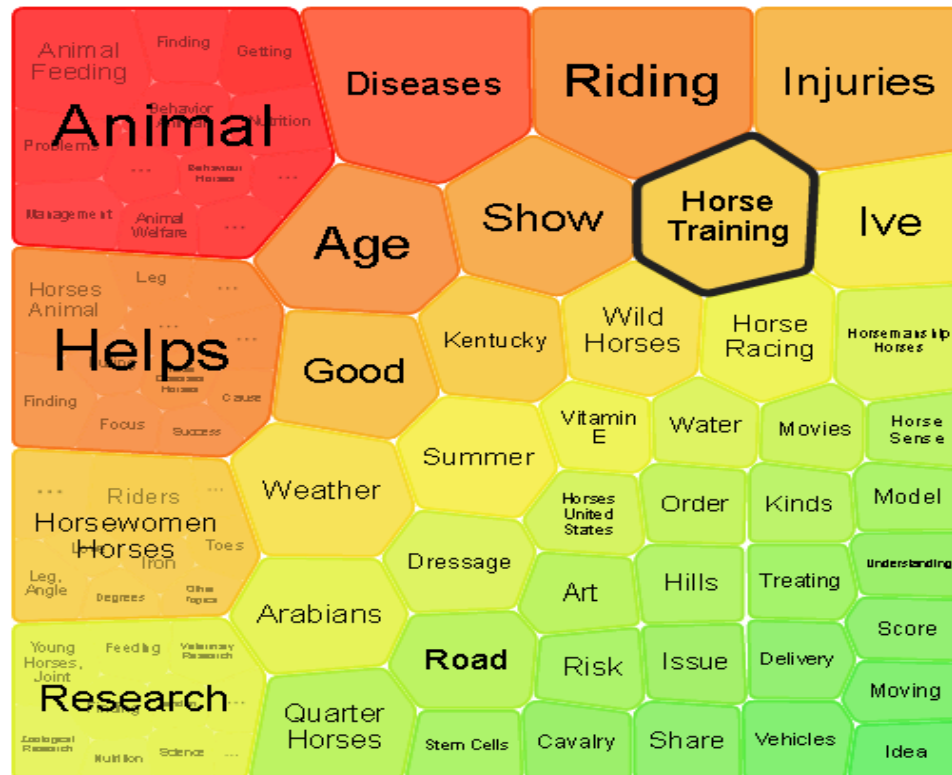 Animal
Feeding
Finding
Getting
Behavior
Animal
Nutrition
Problems
...
Behaviour
Horses
...
Management
Animal
Welfare
...
Diseases
Riding
Injuries
Age
Show
Horse
Training
Ive
Horses
Animal
Leg
...
...
Helps
...
Diseases
Horses
Finding
Cause
Focus
Success
Good
Kentucky
Wild
Horses
Horse
Racing
Horsemanship
Horses
Summer
Vitamin
E
Water
Movies
Horse
Sense
...
Riders
...
Horsewomen
Horses
Iron
Toes
Leg,
Angle
Degrees
Other
Topics
Weather
Horses
United
States
Order
Kinds
Model
Dressage
Art
Hills
Treating
Understanding
Arabians
Road
Risk
Issue
Delivery
Score
Moving
Young
Horses,
Joint
Feeding
Veterinary
Research
Research
Finding
Zoological
Research
Nutrition
Science
...
Quarter
Horses
Stem Cells
Cavalry
Share
Vehicles
Idea